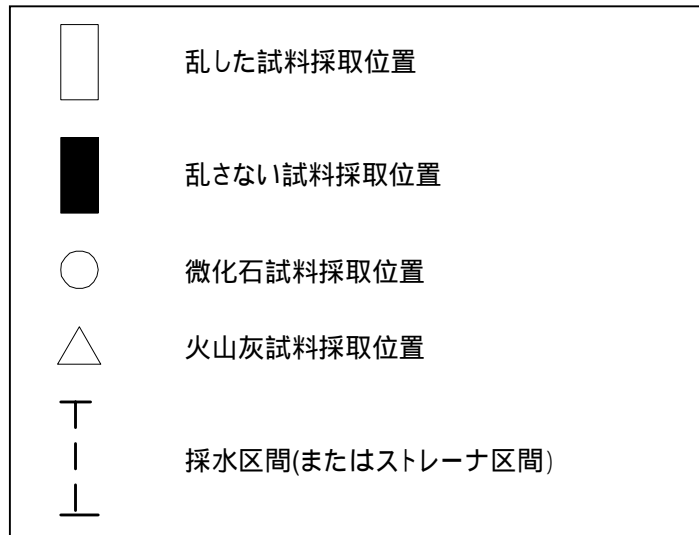 乱した試料採取位置
乱さない試料採取位置
微化石試料採取位置
火山灰試料採取位置
採水区間(またはストレーナ区間)